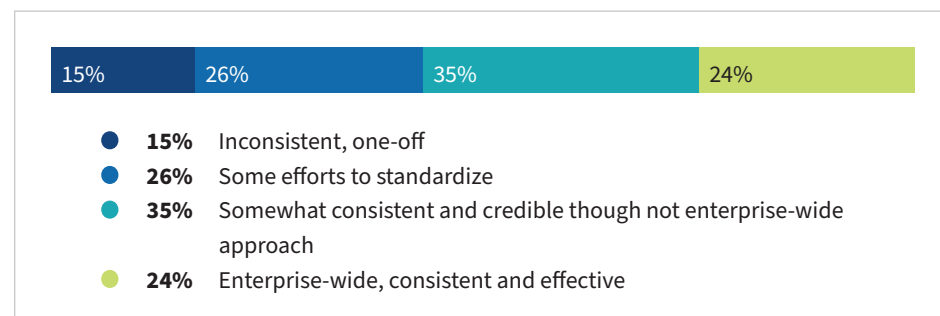 15% 26% 35% 24%
15% Inconsistent, one-off
26% Some efforts to standardize
35% Somewhat consistent and credible though not enterprise-wide
approach
24% Enterprise-wide, consistent and effective